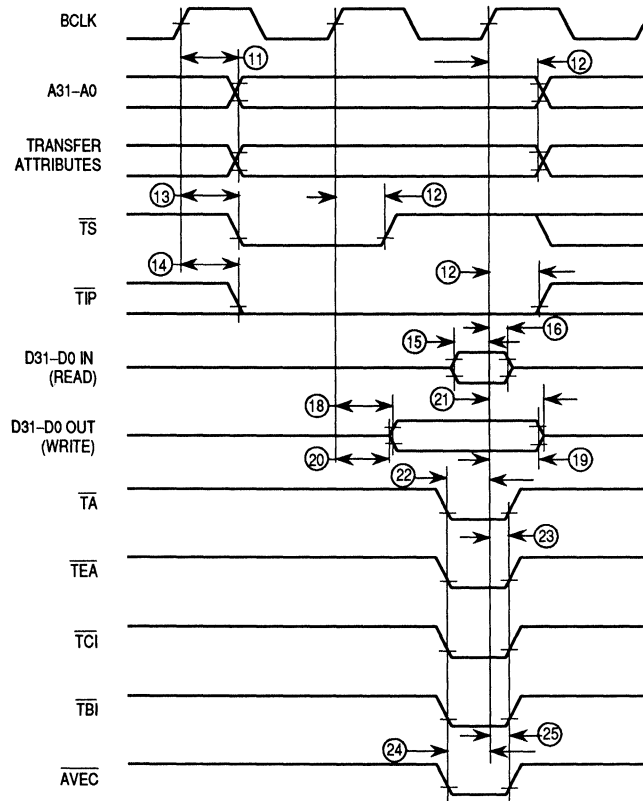 BCLK
11
12
A31–A0
TRANSFER
ATTRIBUTES
13
12
TS
14
12
TIP
15
16
D31–D0 IN
(READ)
21
18
D31–D0 OUT
(WRITE)
20
19
22
TA
23
TEA
TCI
TBI
25
24
AVEC